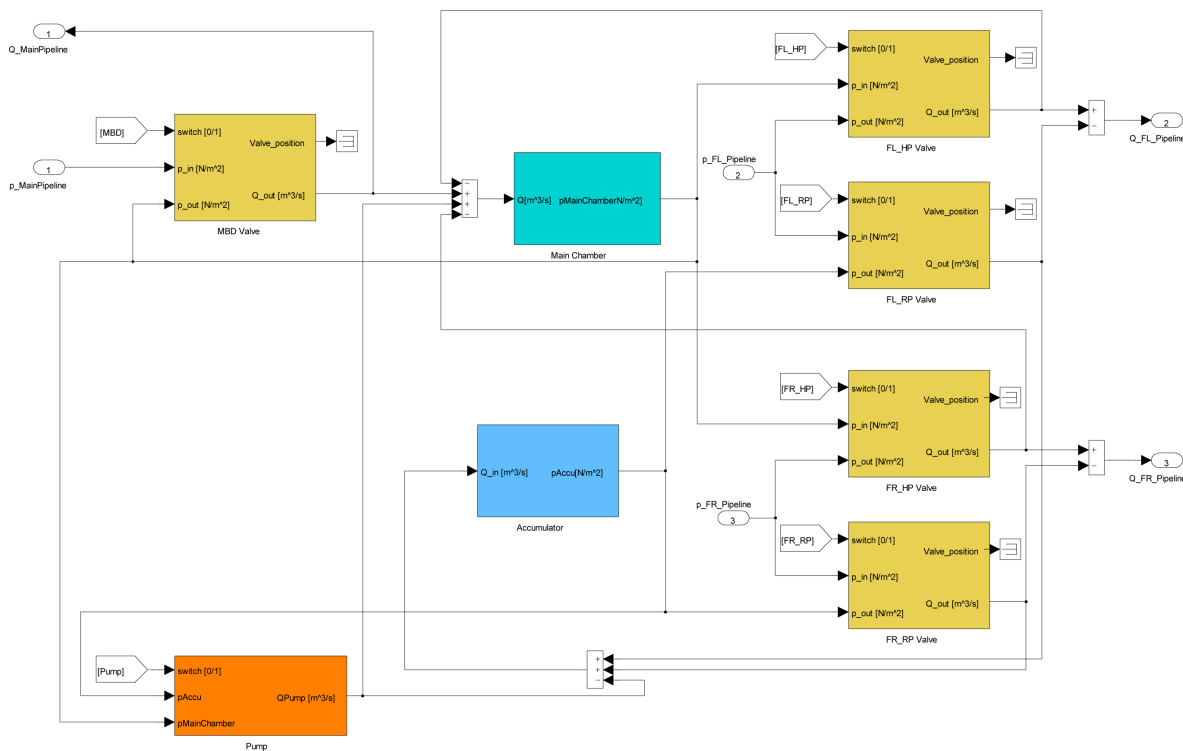 1
Q_MainPipeline
[MBD]
1
p_MainPipeline
switch [0/1]
Valve_position
p_in [N/m^2]
Q_out [m^3/s]
p_out [N/m^2]
MBD Valve
−
+
+
−
Q[m^3/s]
pMainChamberN/m^2]
Main Chamber
[FL_HP]
switch [0/1]
Valve_position
p_in [N/m^2]
Q_out [m^3/s]
p_out [N/m^2]
FL_HP Valve
+
−
2
Q_FL_Pipeline
p_FL_Pipeline
2
[FL_RP]
switch [0/1]
Valve_position
p_in [N/m^2]
Q_out [m^3/s]
p_out [N/m^2]
FL_RP Valve
[FR_HP]
switch [0/1]
Valve_position
p_in [N/m^2]
Q_out [m^3/s]
p_out [N/m^2]
FR_HP Valve
+
−
3
Q_FR_Pipeline
Q_in [m^3/s]
pAccu[N/m^2]
Accumulator
p_FR_Pipeline
3
[FR_RP]
switch [0/1]
Valve_position
p_in [N/m^2]
Q_out [m^3/s]
p_out [N/m^2]
FR_RP Valve
+
+
−
[Pump]
switch [0/1]
pAccu
QPump [m^3/s]
pMainChamber
Pump